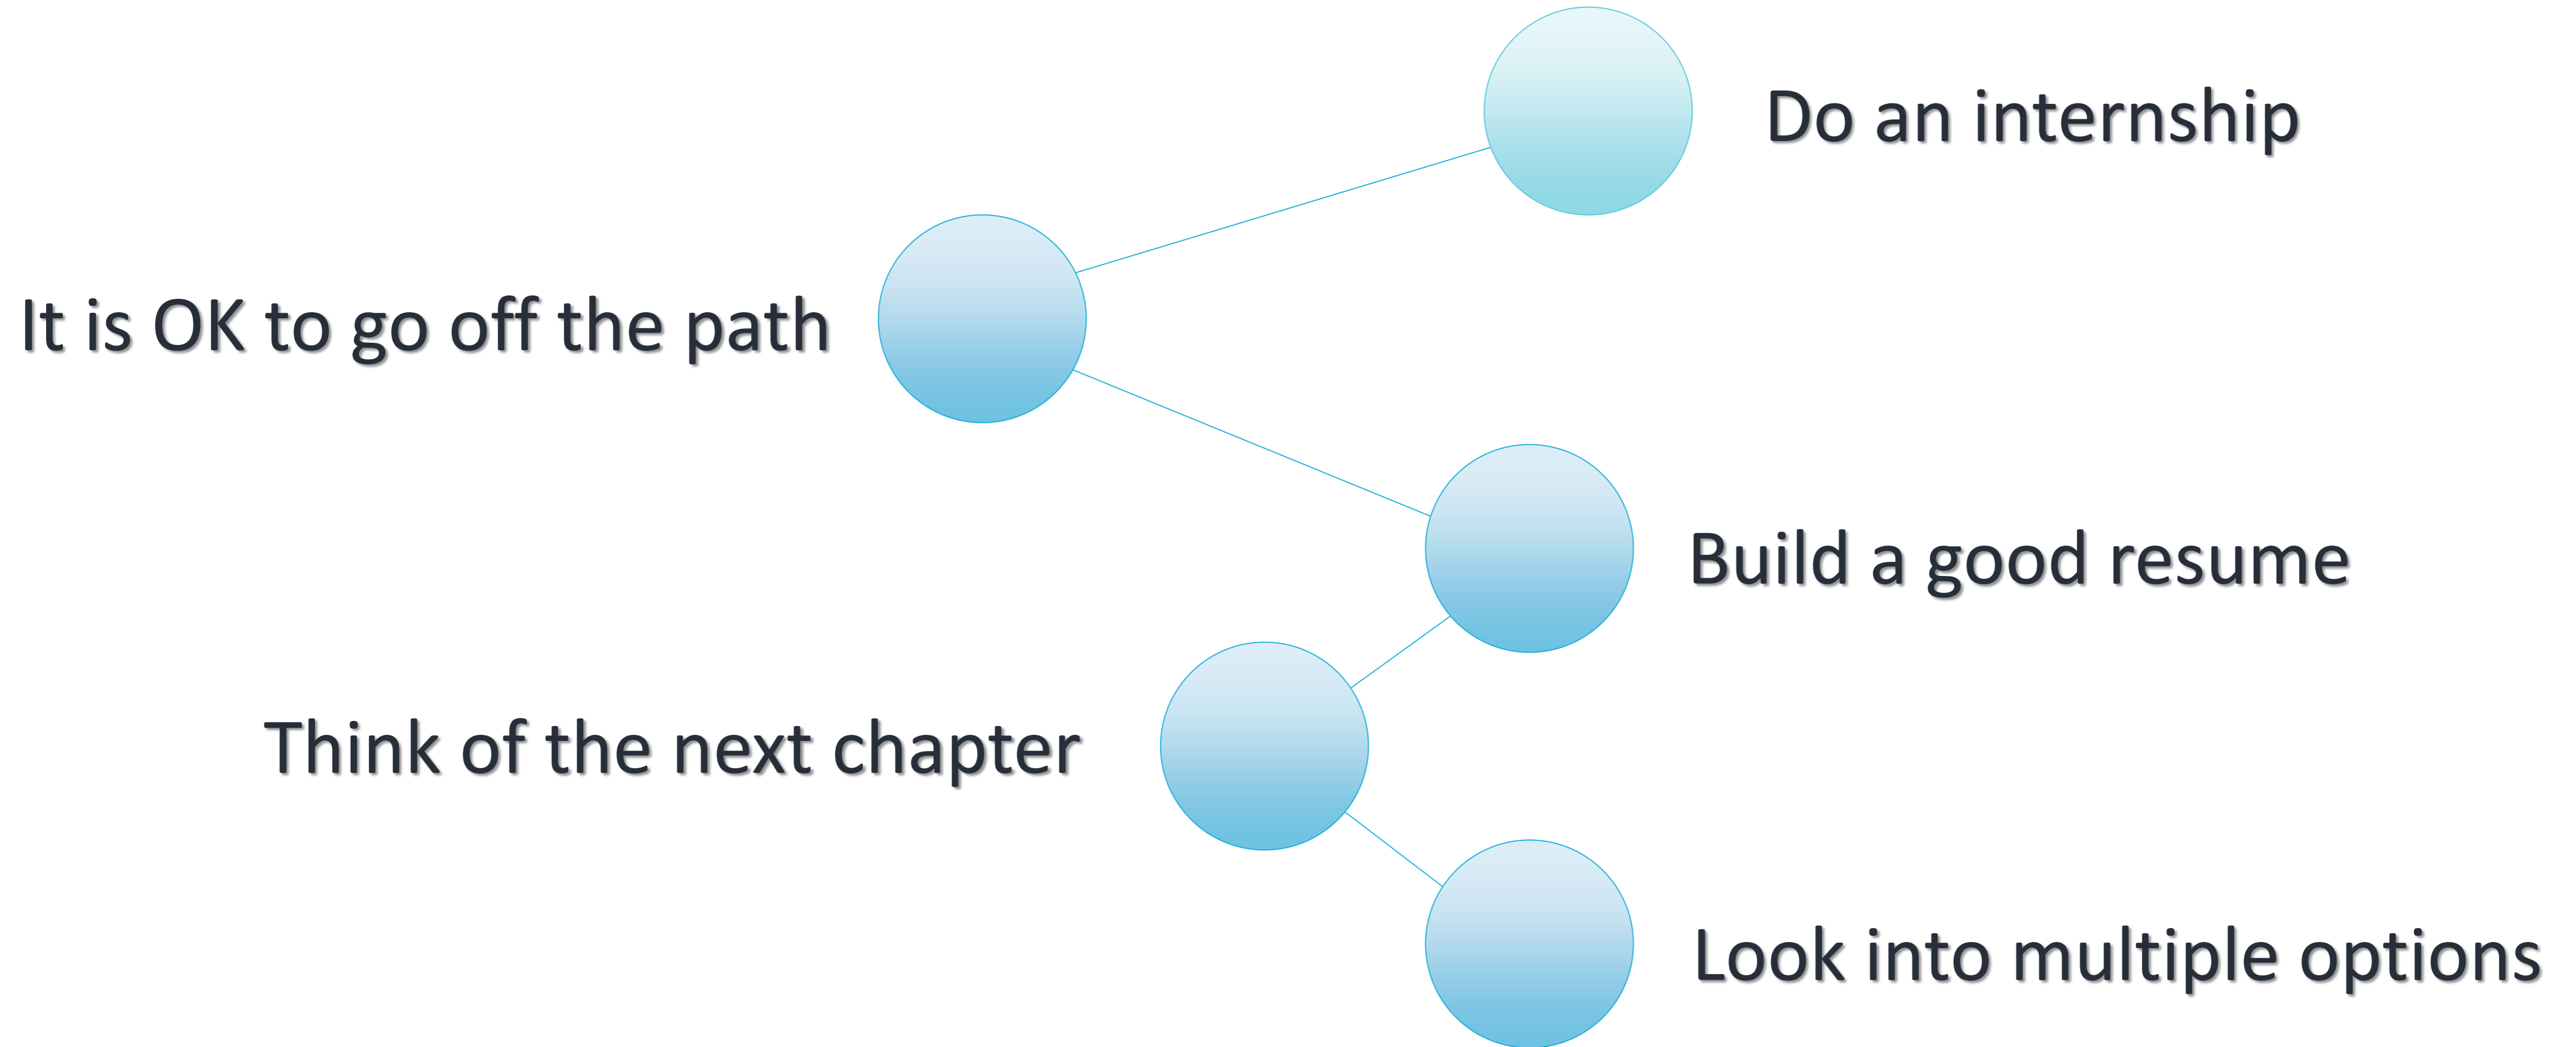 Do an internship
It is OK to go off the path
Build a good resume
Think of the next chapter
Look into multiple options